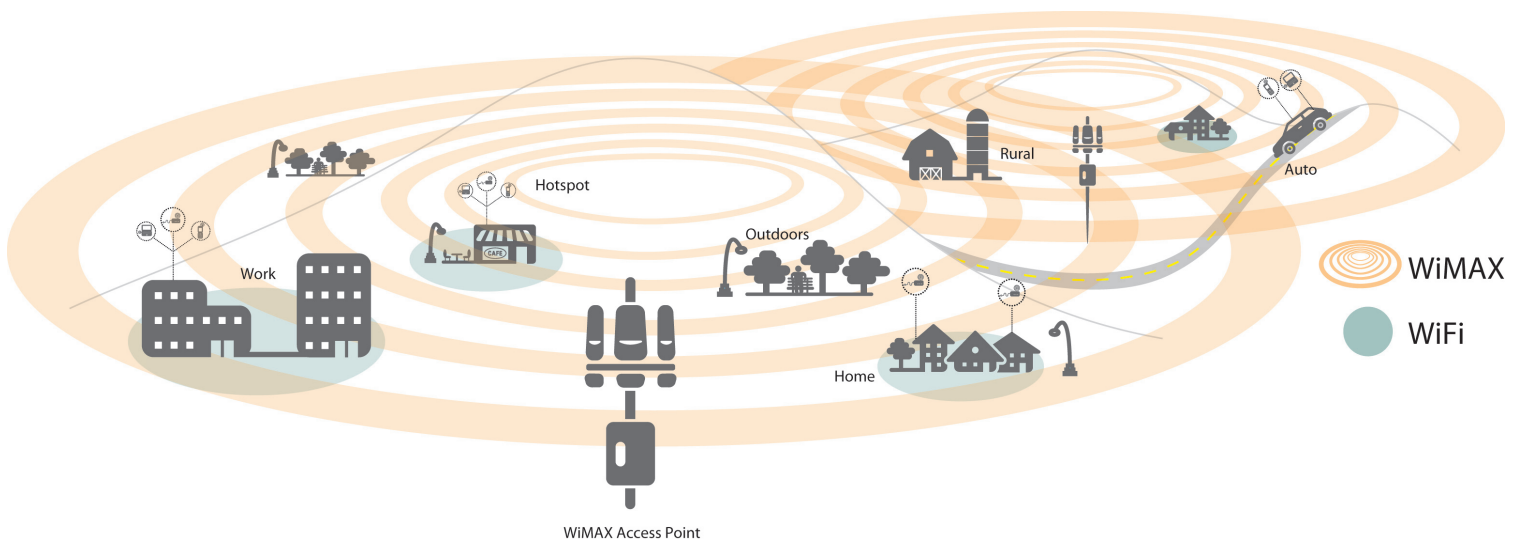 Hotspot
Rural
Auto
Outdoors
Work
CAFE
WiMAX
WiFi
Home
WiMAX Access Point